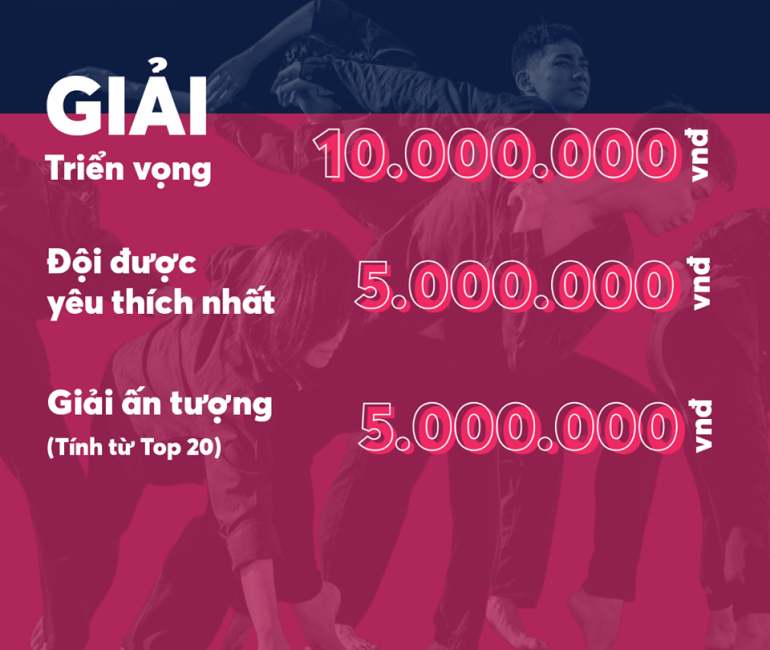 GIẢI
Triển vọng
10.000.000 vnđ
Đội được
yêu thích nhất
5.000.000 vnđ
Giải ấn tượng
(Tính từ Top 20)
5.000.000 vnđ